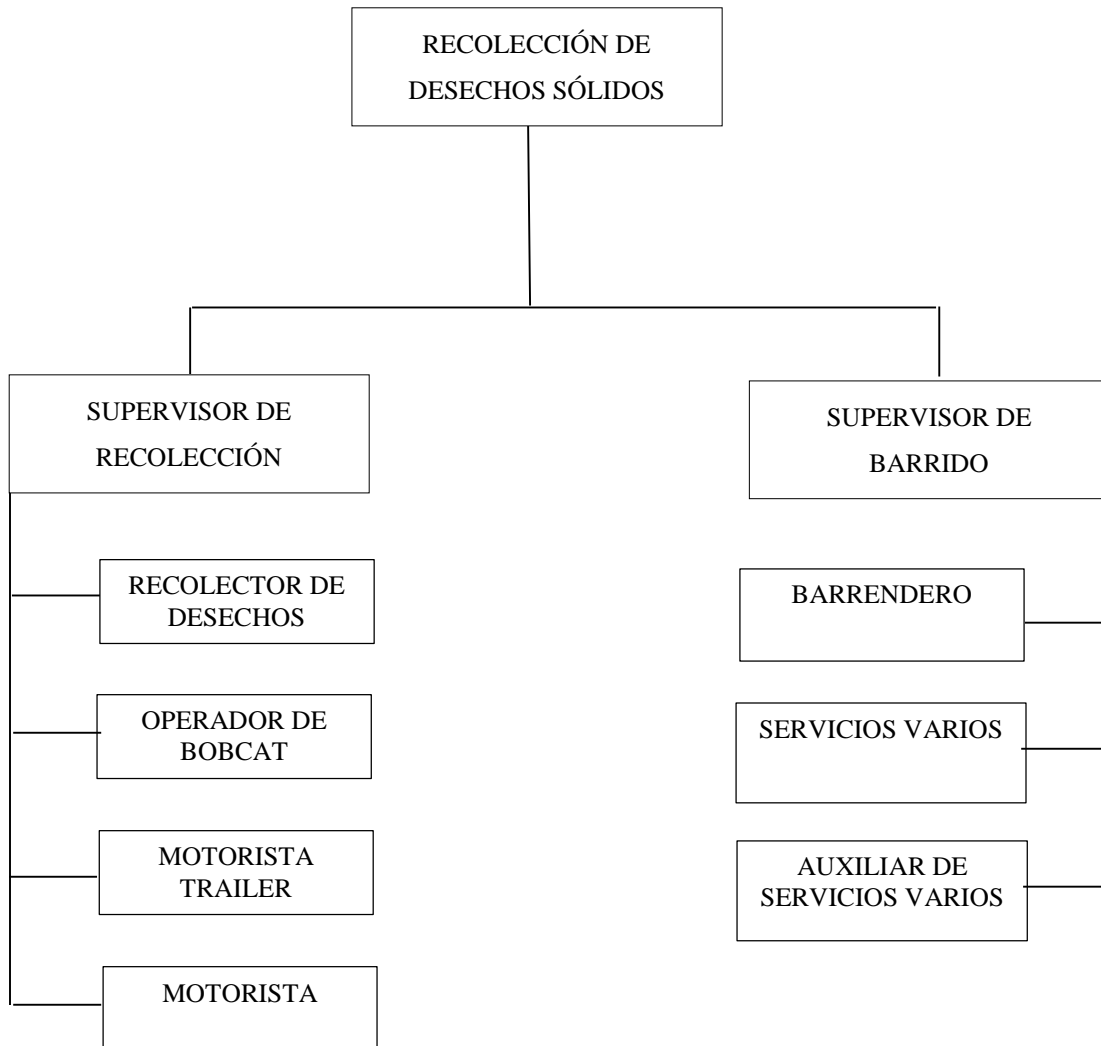 RECOLECCIÓN DE
DESECHOS SÓLIDOS
SUPERVISOR DE
RECOLECCIÓN
SUPERVISOR DE
BARRIDO
RECOLECTOR DE
DESECHOS
OPERADOR DE
BOBCAT
MOTORISTA
TRAILER
MOTORISTA
BARRENDERO
SERVICIOS VARIOS
AUXILIAR DE
SERVICIOS VARIOS